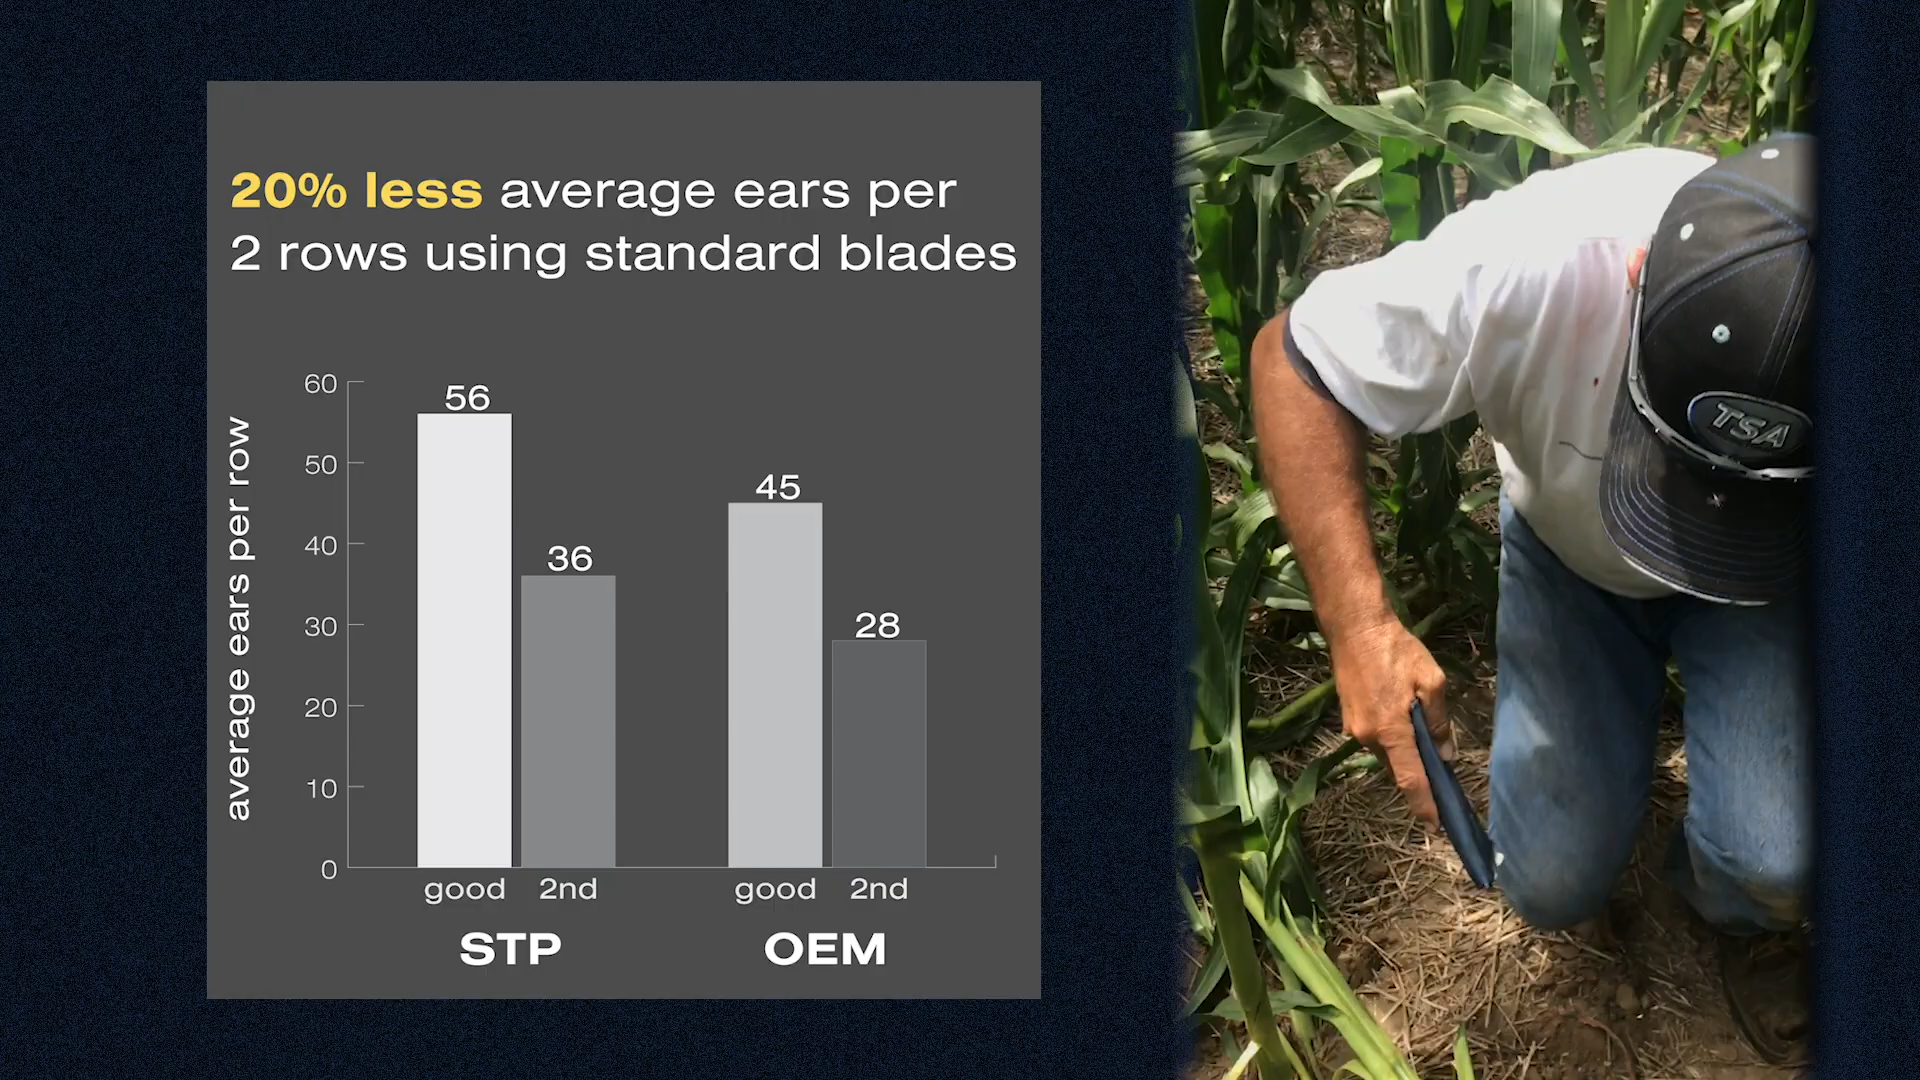 20% less average ears per
2 rows using standard blades
average ears per row
60
50
40
30
20
10
0
56
36
45
28
good 2nd good 2nd
STP OEM
TSA